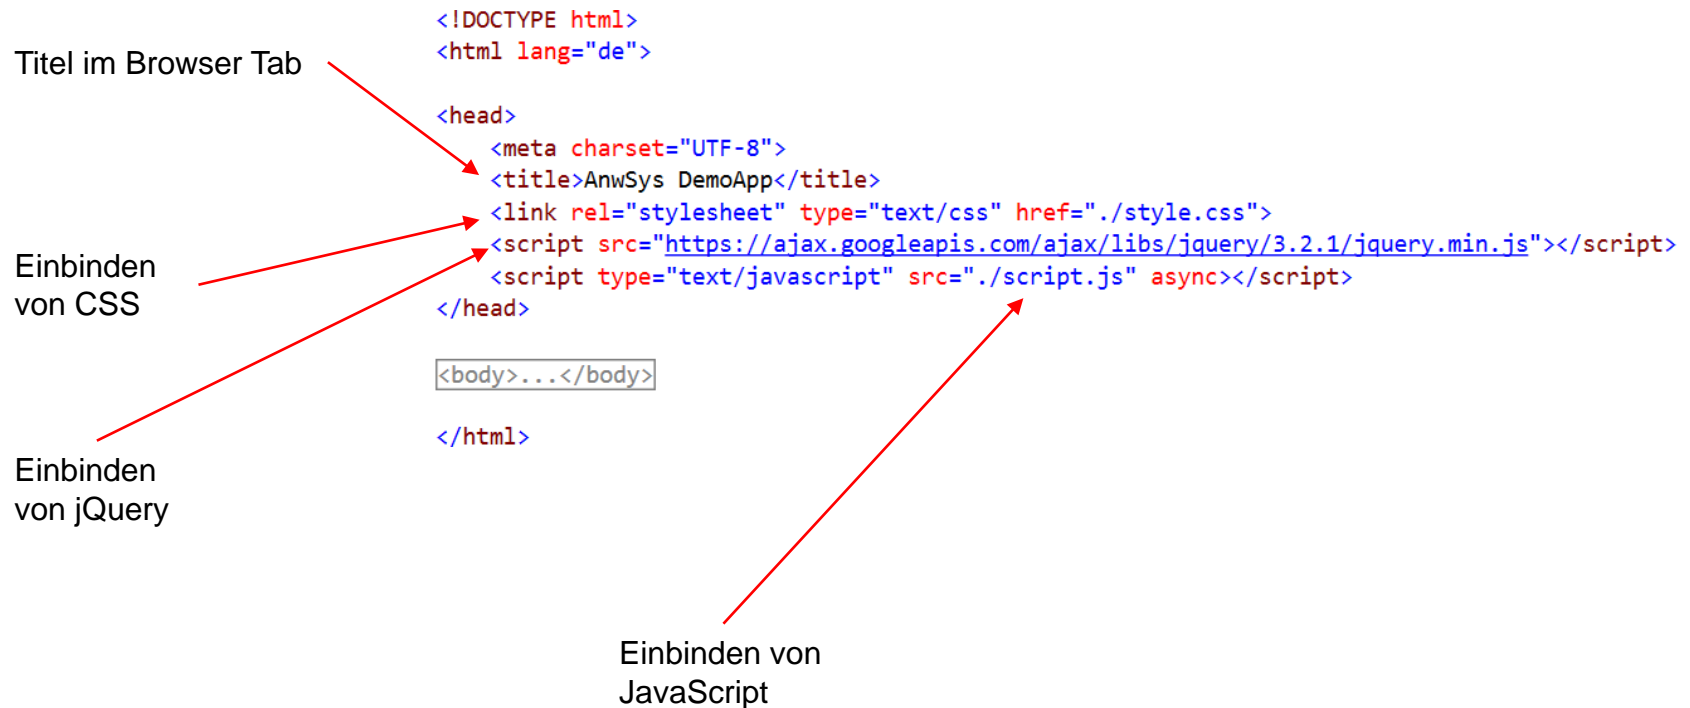 <!DOCTYPE html>
<html lang="de">
Titel im Browser Tab
<head>
<meta charset="UTF-8">
<title>AnwSys DemoApp</title>
<link rel="stylesheet" type="text/css" href="./style.css">
<script src="https://ajax.googleapis.com/ajax/libs/jquery/3.2.1/jquery.min.js"></script>
<script type="text/javascript" src="./script.js" async></script>
</head>
Einbinden
von CSS
<body>...</body>
</html>
Einbinden
von jQuery
Einbinden von
JavaScript